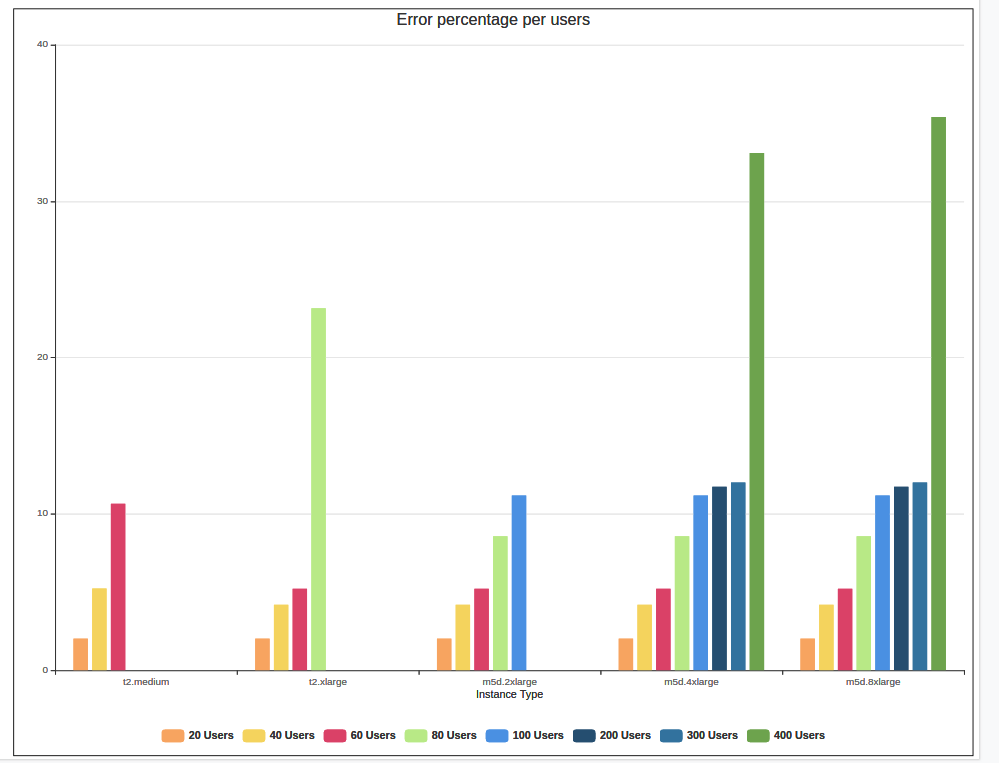 Error percentage per users
40
30
20
10
0
t2.medium t2.xlarge m5d.2xlarge m5d.4xlarge m5d.8xlarge
Instance Type
20 Users 40 Users 60 Users 80 Users 100 Users 200 Users 300 Users 400 Users